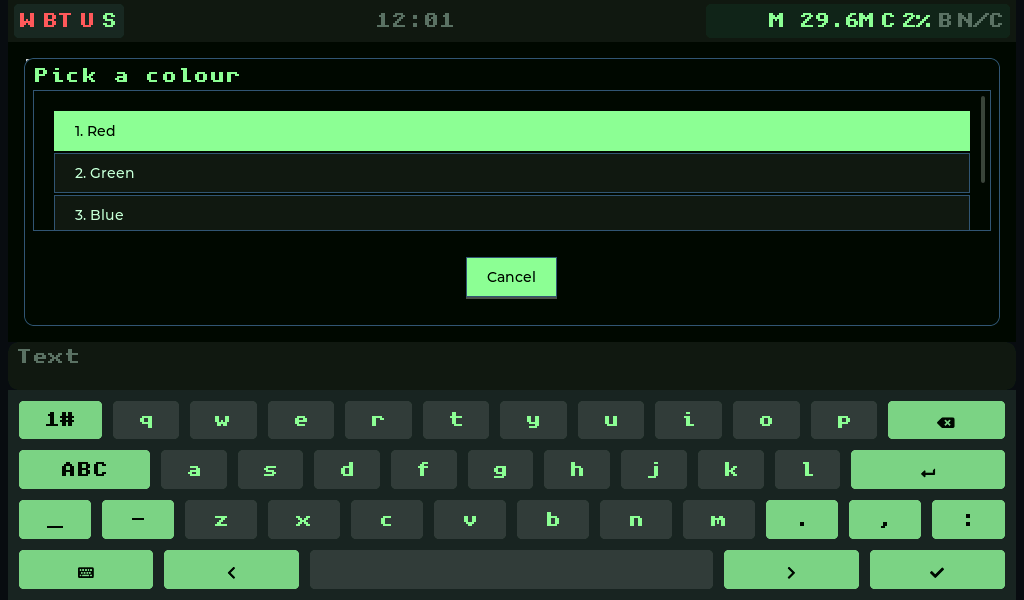 W BT U S 12:01 M 29.6M C 2% B N/C
Pick a colour
1. Red
2. Green
3. Blue
Cancel
Text
1# q w e r t y u i o p
ABC a s d f g h j k l
_ - z x c v b n m . , :
< >